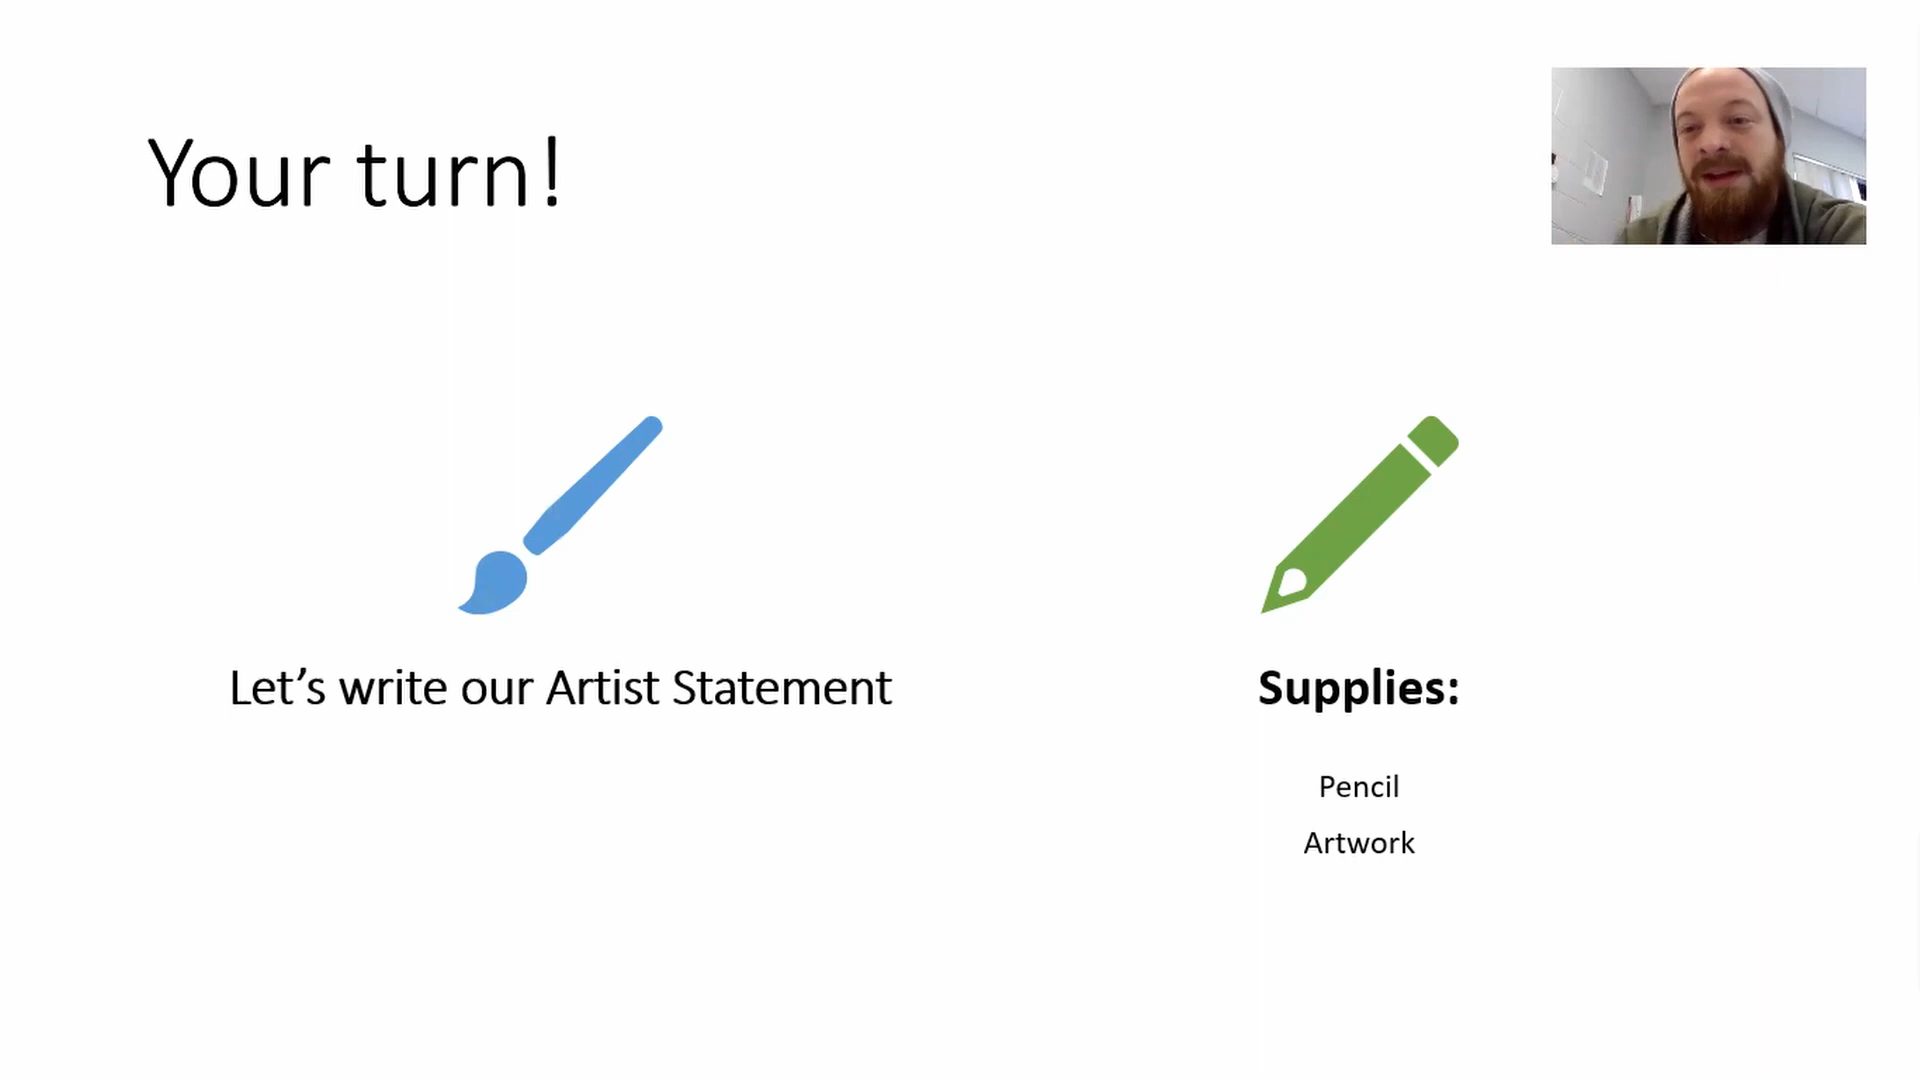 Your turn!
Let’s write our Artist Statement
Supplies:
Pencil
Artwork